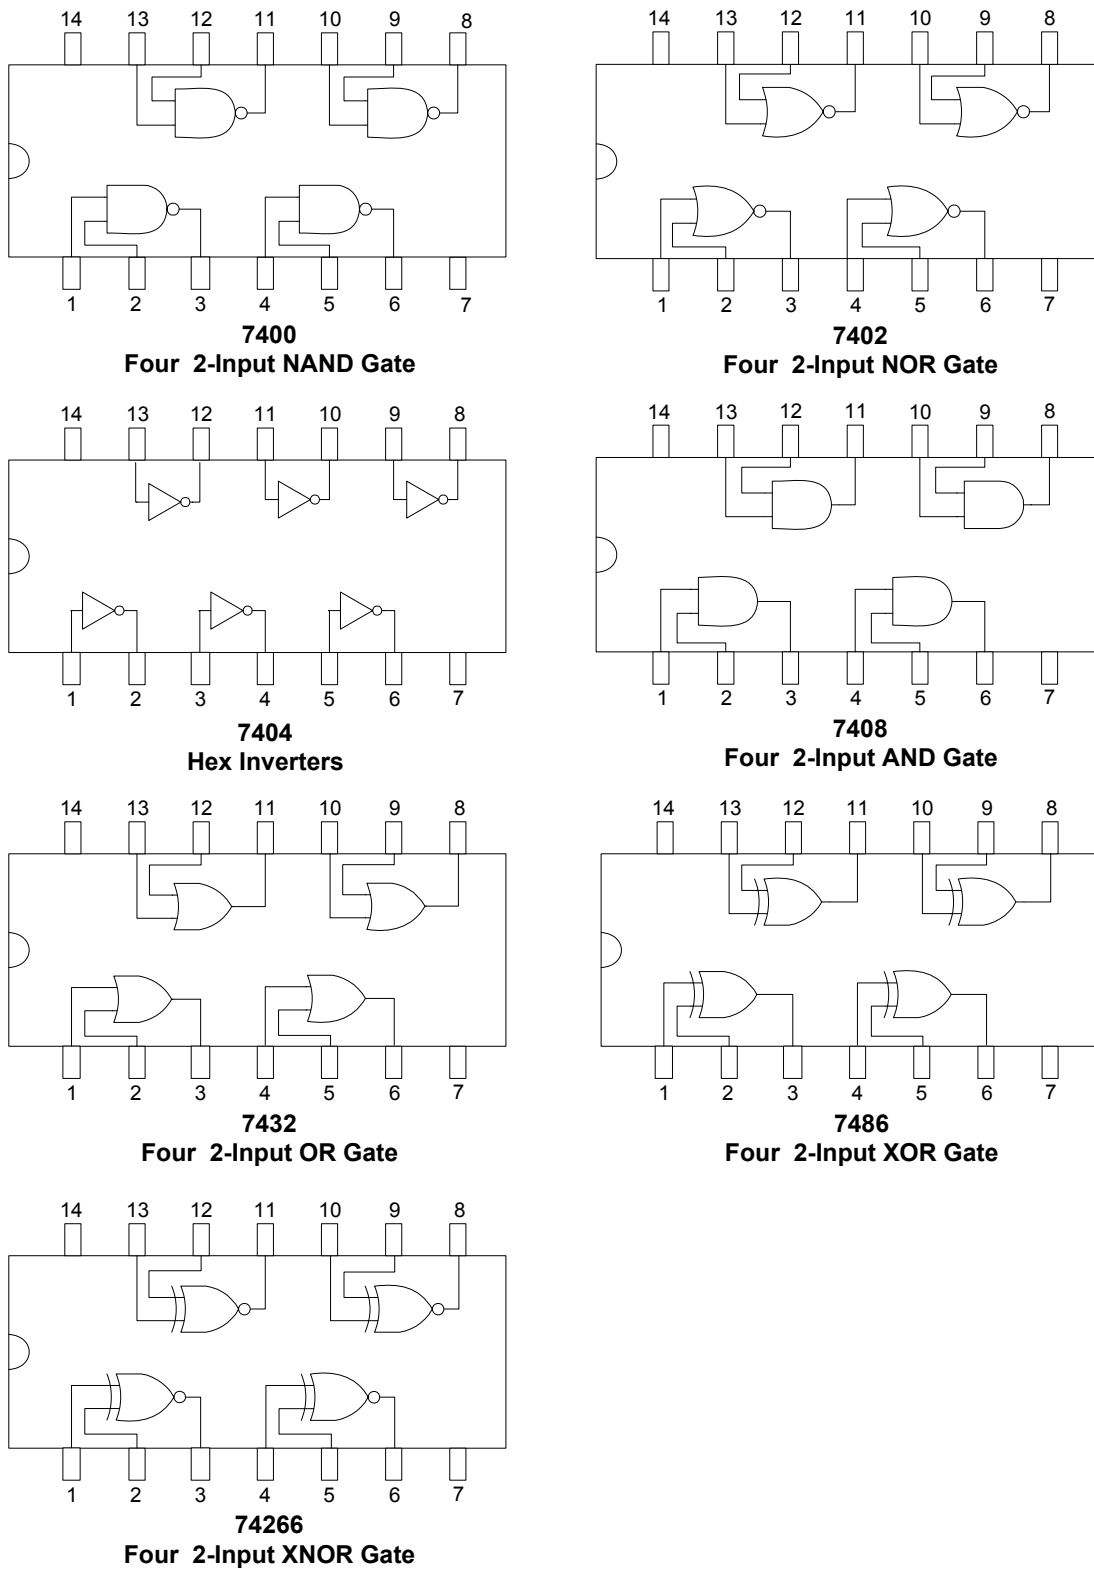 14 13 12 11 10 9 8
1 2 3 4 5 6 7
7400
Four 2-Input NAND Gate
14 13 12 11 10 9 8
1 2 3 4 5 6 7
7402
Four 2-Input NOR Gate
14 13 12 11 10 9 8
1 2 3 4 5 6 7
7404
Hex Inverters
14 13 12 11 10 9 8
1 2 3 4 5 6 7
7408
Four 2-Input AND Gate
14 13 12 11 10 9 8
1 2 3 4 5 6 7
7432
Four 2-Input OR Gate
14 13 12 11 10 9 8
1 2 3 4 5 6 7
7486
Four 2-Input XOR Gate
14 13 12 11 10 9 8
1 2 3 4 5 6 7
74266
Four 2-Input XNOR Gate